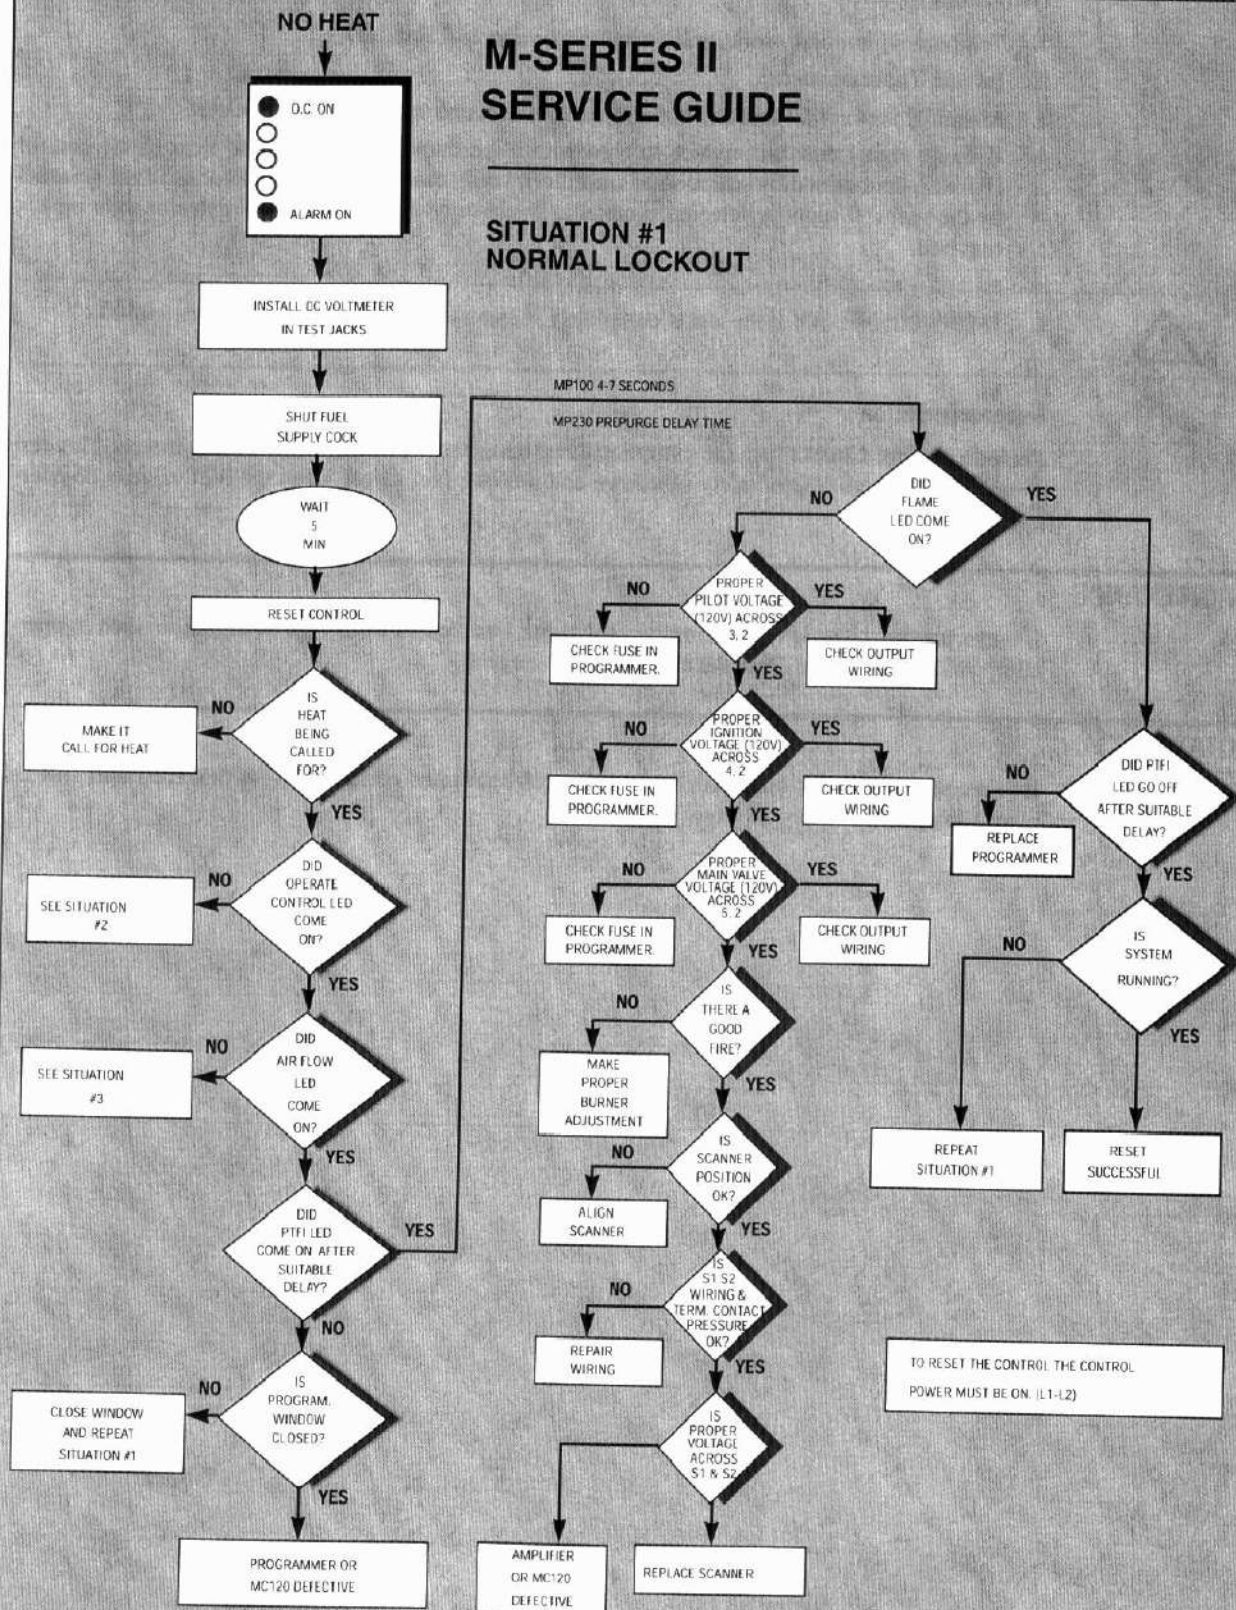 NO HEAT
M-SERIES II
SERVICE GUIDE
O.C. ON
ALARM ON
SITUATION #1
NORMAL LOCKOUT
INSTALL DC VOLTMETER
IN TEST JACKS
SHUT FUEL
SUPPLY COCK
WAIT
5
MIN
RESET CONTROL
IS
HEAT
BEING
CALLED
FOR?
NO
MAKE IT
CALL FOR HEAT
YES
DID
OPERATE
CONTROL LED
COME
ON?
NO
SEE SITUATION
#2
YES
DID
AIR FLOW
LED
COME
ON?
NO
SEE SITUATION
#3
YES
DID
PTFI LED
COME ON AFTER
SUITABLE
DELAY?
YES
NO
IS
PROGRAM.
WINDOW
CLOSED?
NO
CLOSE WINDOW
AND REPEAT
SITUATION #1
YES
PROGRAMMER OR
MC120 DEFECTIVE
MP100 4-7 SECONDS
MP230 PREPURGE DELAY TIME
DID
FLAME
LED COME
ON?
NO
YES
PROPER
PILOT VOLTAGE
(120V) ACROSS
3, 2
NO
YES
CHECK FUSE IN
PROGRAMMER.
CHECK OUTPUT
WIRING
YES
PROPER
IGNITION
VOLTAGE (120V)
ACROSS
4, 2
NO
YES
CHECK FUSE IN
PROGRAMMER.
CHECK OUTPUT
WIRING
YES
PROPER
MAIN VALVE
VOLTAGE (120V)
ACROSS
5, 2
NO
YES
CHECK FUSE IN
PROGRAMMER.
CHECK OUTPUT
WIRING
YES
IS
THERE A
GOOD
FIRE?
NO
MAKE
PROPER
BURNER
ADJUSTMENT
YES
IS
SCANNER
POSITION
OK?
NO
ALIGN
SCANNER
YES
IS
S1 S2
WIRING &
TERM. CONTACT
PRESSURE
OK?
NO
REPAIR
WIRING
YES
IS
PROPER
VOLTAGE
ACROSS
S1 & S2
AMPLIFIER
OR MC120
DEFECTIVE
REPLACE SCANNER
DID PTFI
LED GO OFF
AFTER SUITABLE
DELAY?
NO
REPLACE
PROGRAMMER
YES
IS
SYSTEM
RUNNING?
NO
YES
REPEAT
SITUATION #1
RESET
SUCCESSFUL
TO RESET THE CONTROL THE CONTROL
POWER MUST BE ON. (L1-L2)